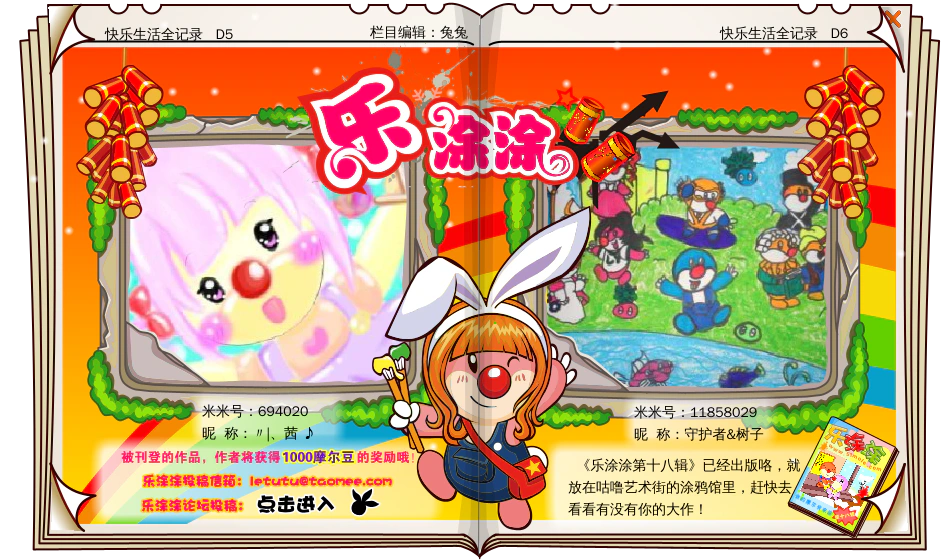 快乐生活全记录 D5
栏目编辑：兔兔
快乐生活全记录 D6
乐涂涂
米米号：694020
昵 称：〃|、茜 ♪
被刊登的作品，作者将获得1000摩尔豆的奖励哦！
乐涂涂投稿信箱：letutu@taomee.com
乐涂涂论坛投稿：点击进入
米米号：11858029
昵 称：守护者&树子
《乐涂涂第十八辑》已经出版咯，就
放在咕噜艺术街的涂鸦馆里，赶快去
看看有没有你的大作！
乐涂涂